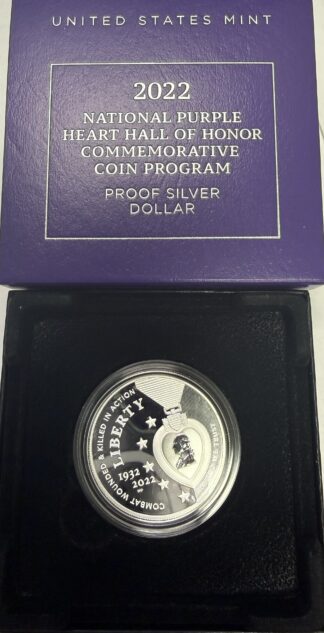 UNITED STATES MINT
2022
NATIONAL PURPLE
HEART HALL OF HONOR
COMMEMORATIVE
COIN PROGRAM
PROOF SILVER
DOLLAR
COMBAT WOUNDED & KILLED IN ACTION
LIBERTY
1932
2022